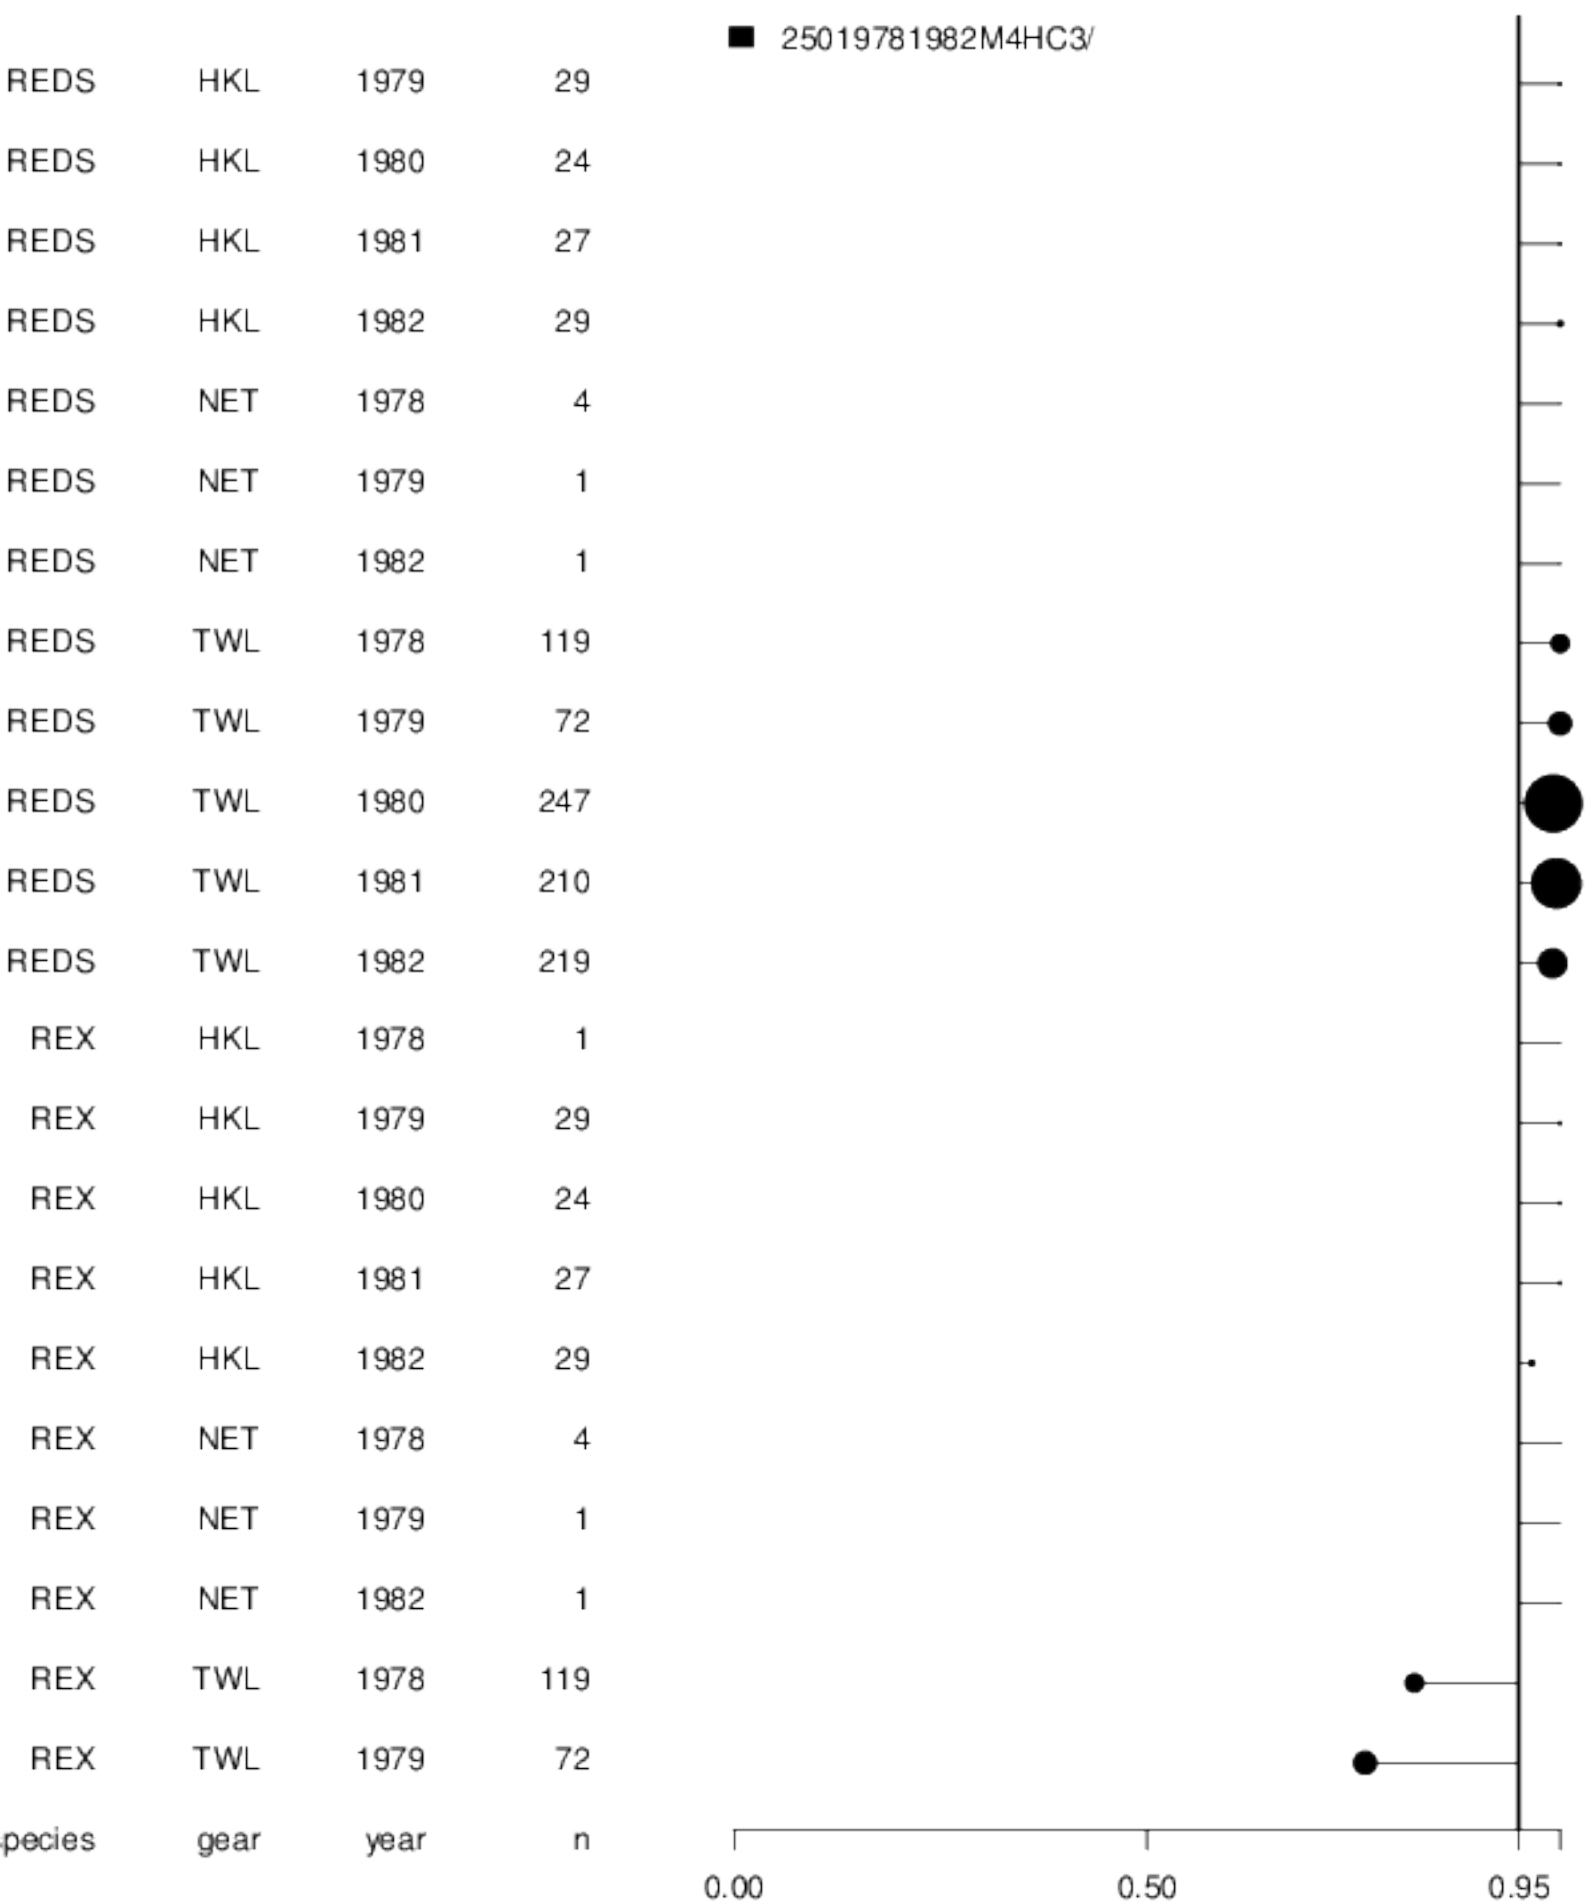 25019781982M4HC3/
REDS HKL 1979 29
REDS HKL 1980 24
REDS HKL 1981 27
REDS HKL 1982 29
REDS NET 1978 4
REDS NET 1979 1
REDS NET 1982 1
REDS TWL 1978 119
REDS TWL 1979 72
REDS TWL 1980 247
REDS TWL 1981 210
REDS TWL 1982 219
REX HKL 1978 1
REX HKL 1979 29
REX HKL 1980 24
REX HKL 1981 27
REX HKL 1982 29
REX NET 1978 4
REX NET 1979 1
REX NET 1982 1
REX TWL 1978 119
REX TWL 1979 72
pecies gear year n
0.00 0.50 0.95